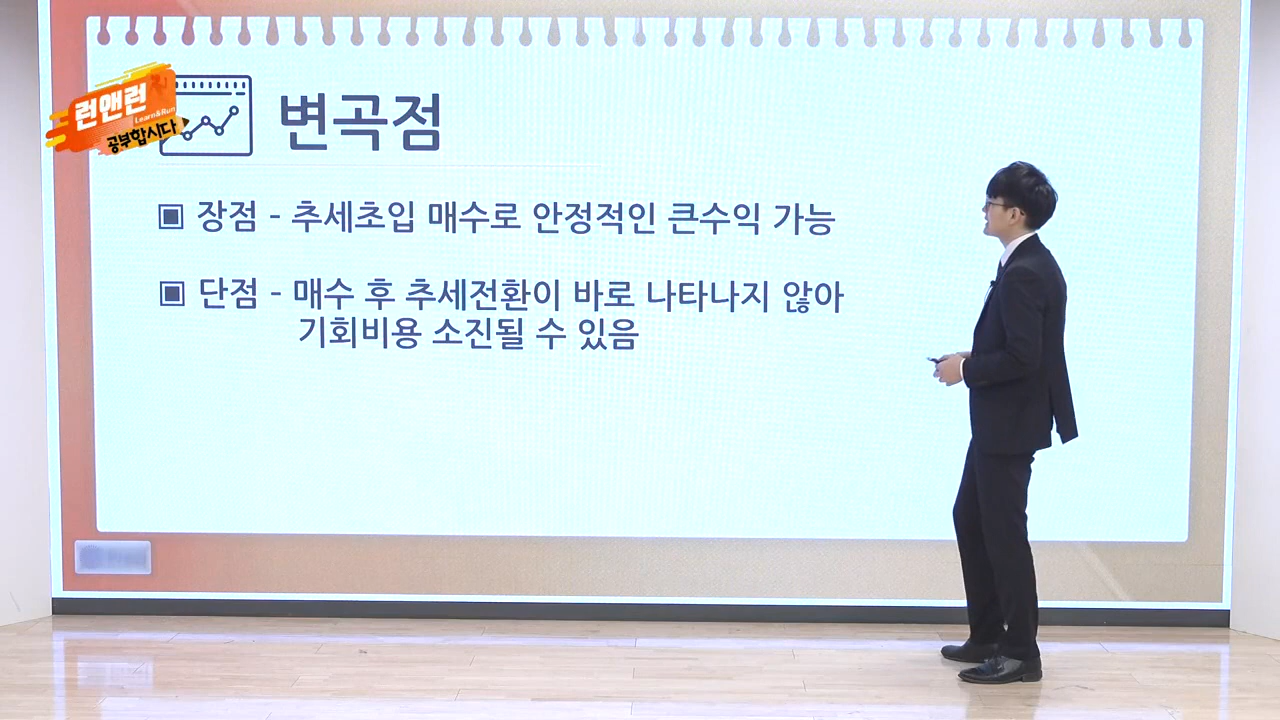 런앤런
Learn&Run
공부합시다
변곡점
▣ 장점 - 추세초입 매수로 안정적인 큰수익 가능
▣ 단점 - 매수 후 추세전환이 바로 나타나지 않아
기회비용 소진될 수 있음